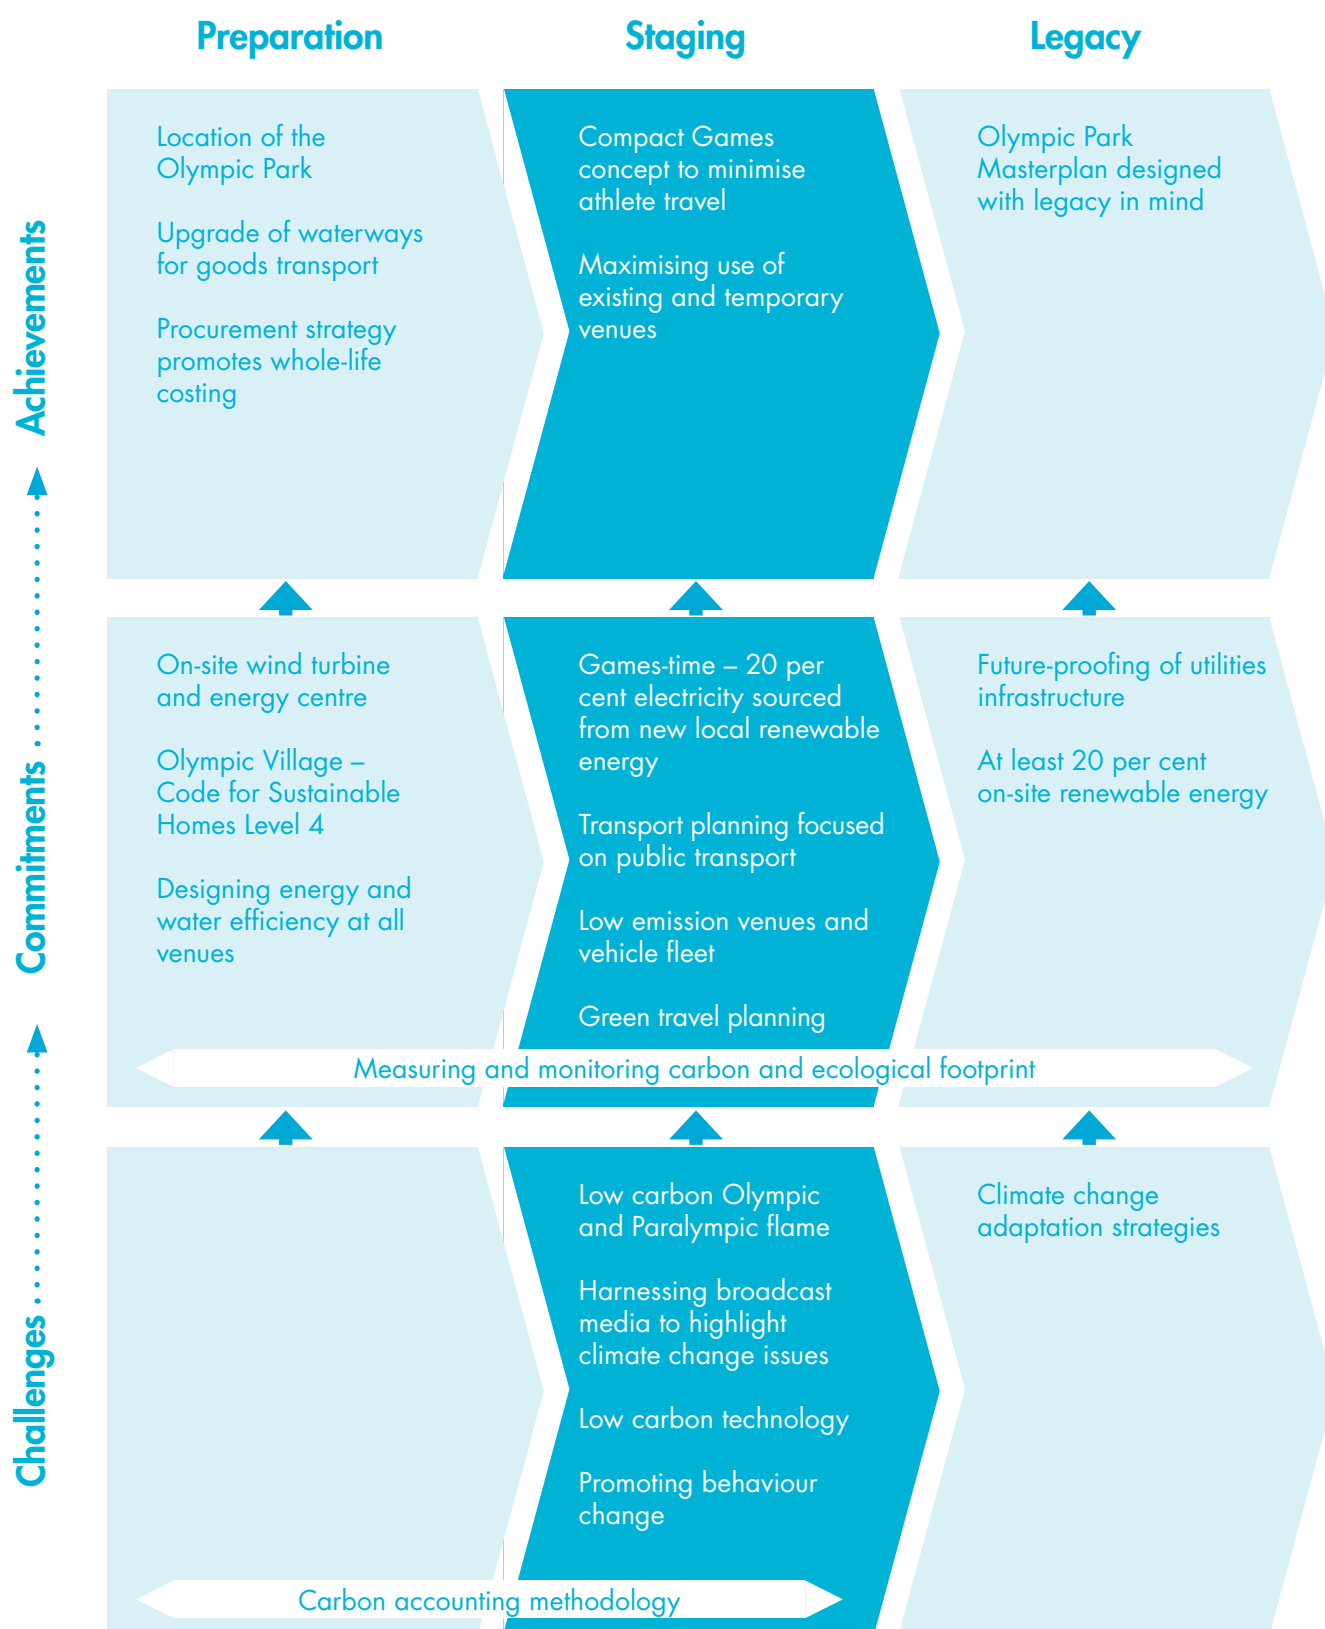 Preparation
Staging
Legacy
Achievements
Location of the
Olympic Park
Upgrade of waterways
for goods transport
Procurement strategy
promotes whole-life
costing
Compact Games
concept to minimise
athlete travel
Maximising use of
existing and temporary
venues
Olympic Park
Masterplan designed
with legacy in mind
Commitments
On-site wind turbine
and energy centre
Olympic Village –
Code for Sustainable
Homes Level 4
Designing energy and
water efficiency at all
venues
Games-time – 20 per
cent electricity sourced
from new local renewable
energy
Transport planning focused
on public transport
Low emission venues and
vehicle fleet
Green travel planning
Future-proofing of utilities
infrastructure
At least 20 per cent
on-site renewable energy
Measuring and monitoring carbon and ecological footprint
Challenges
Low carbon Olympic
and Paralympic flame
Harnessing broadcast
media to highlight
climate change issues
Low carbon technology
Promoting behaviour
change
Climate change
adaptation strategies
Carbon accounting methodology